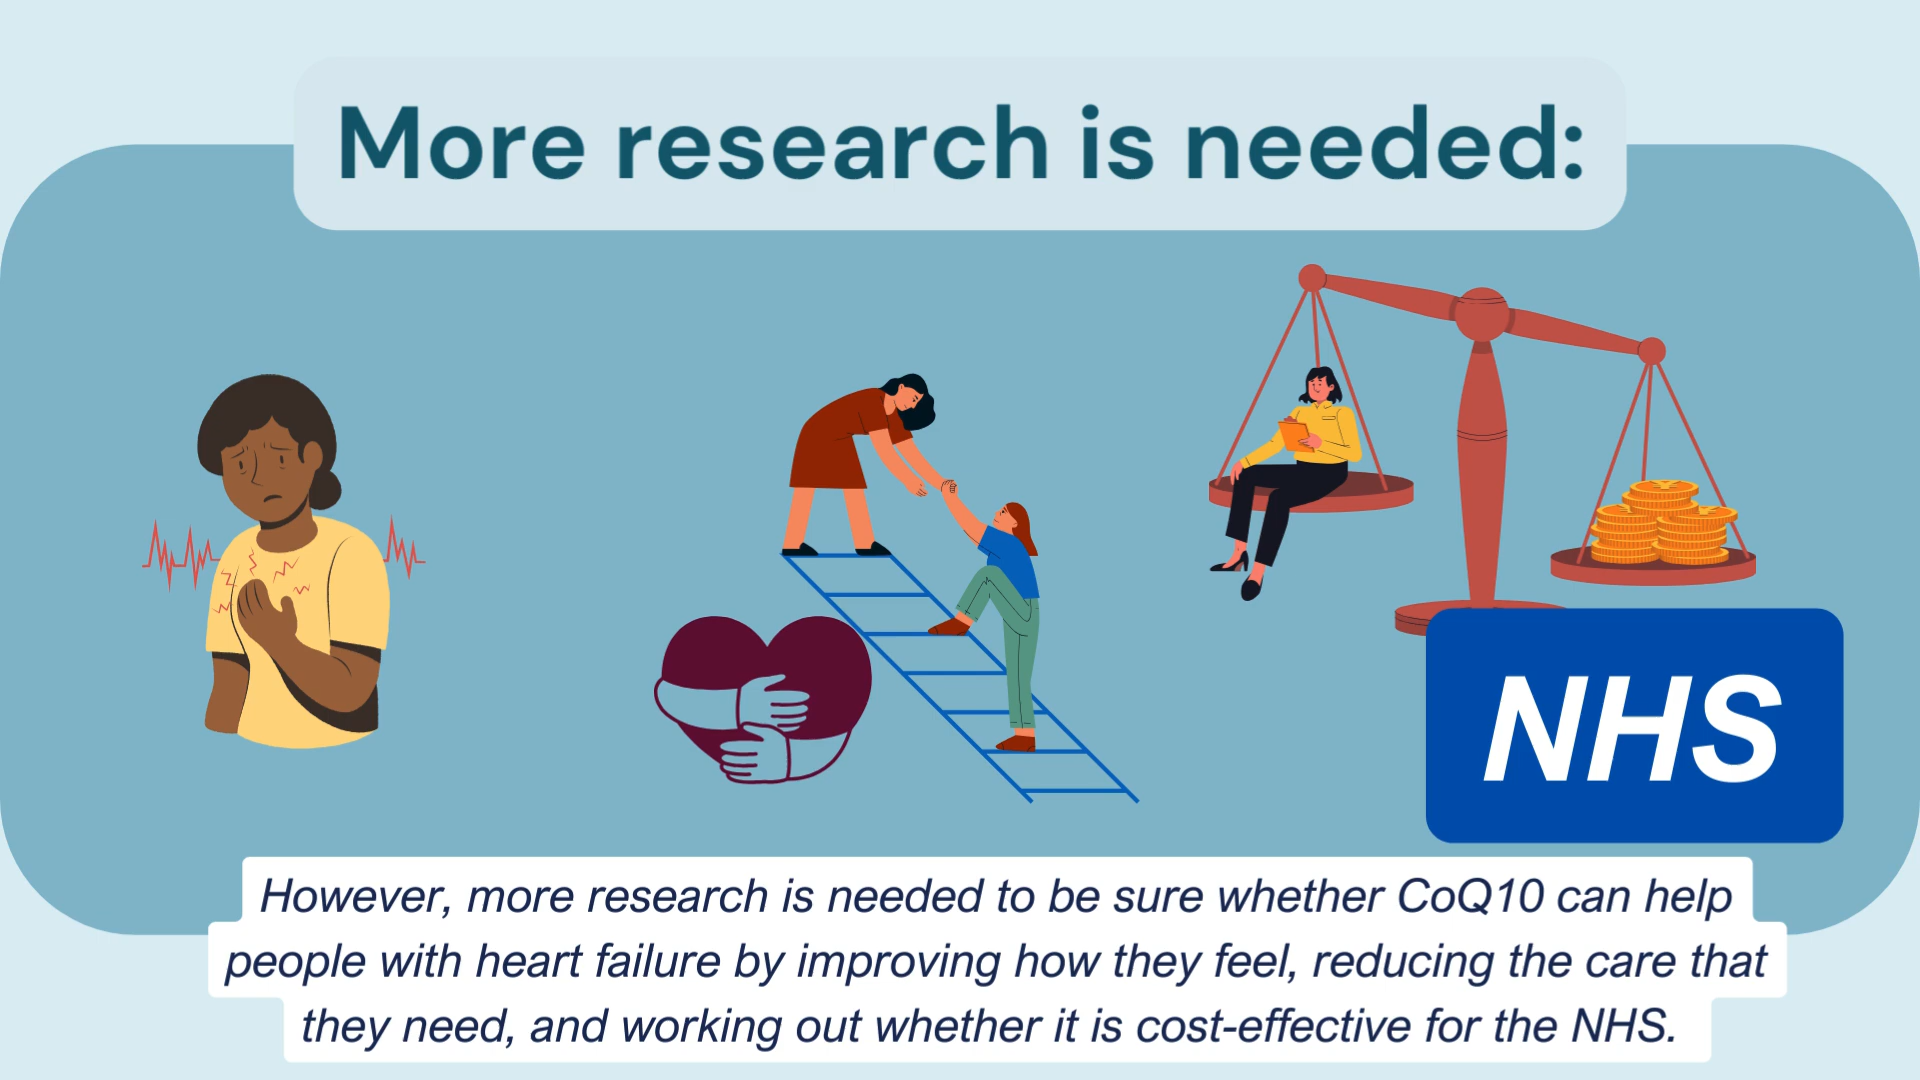 More research is needed:
NHS
However, more research is needed to be sure whether CoQ10 can help
people with heart failure by improving how they feel, reducing the care that
they need, and working out whether it is cost-effective for the NHS.